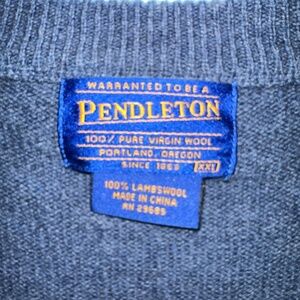 WARRANTED TO BE A
PENDLETON
100% PURE VIRGIN WOOL
PORTLAND, OREGON
SINCE 1863 XXL
100% LAMBSWOOL
MADE IN CHINA
RN 29685